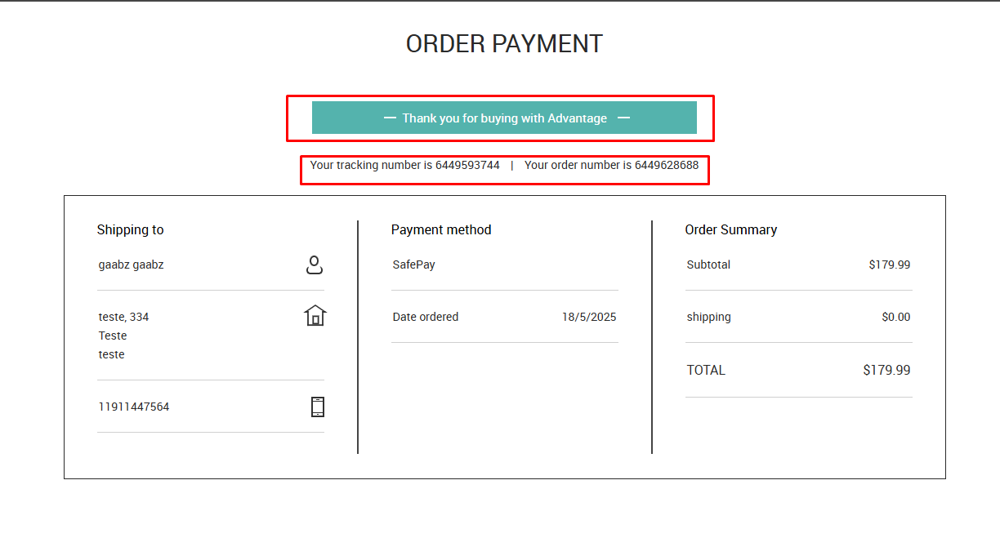 ORDER PAYMENT
— Thank you for buying with Advantage —
Your tracking number is 6449593744 | Your order number is 6449628688
Shipping to
gaabz gaabz
teste, 334
Teste
teste
11911447564
Payment method
SafePay
Date ordered 18/5/2025
Order Summary
Subtotal $179.99
shipping $0.00
TOTAL $179.99